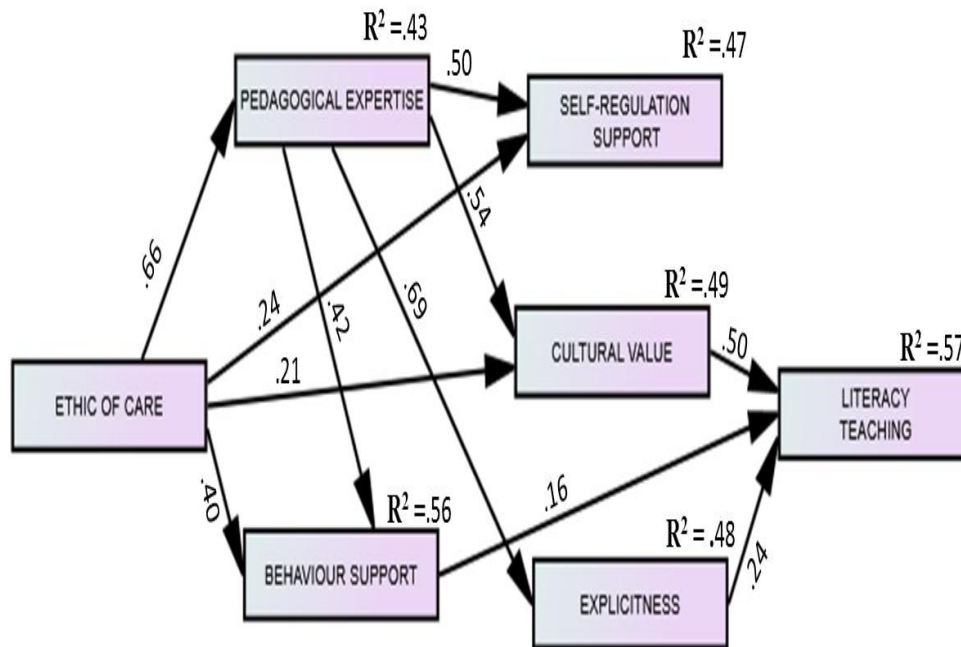 R² =.43
PEDAGOGICAL EXPERTISE
.50
R² =.47
SELF-REGULATION
SUPPORT
.66
.54
.24
.42
.69
R² =.49
CULTURAL VALUE
.50
R² =.57
LITERACY
TEACHING
ETHIC OF CARE
.21
.40
R² =.56
BEHAVIOUR SUPPORT
.16
R² =.48
EXPLICITNESS
.24